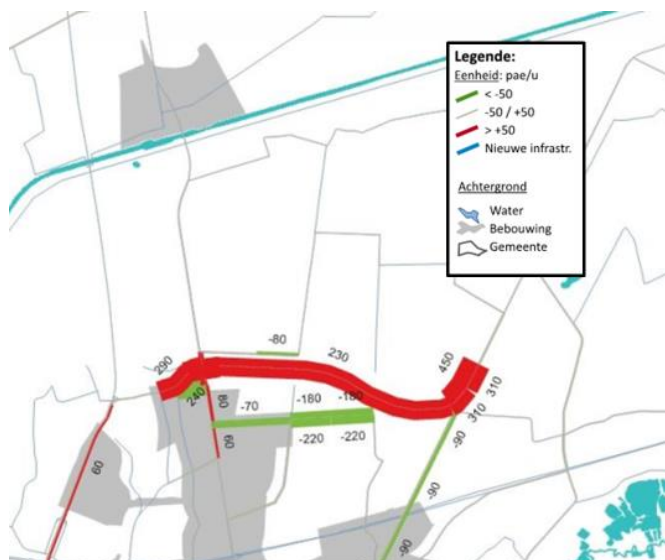 Legende:
Eenheid: pae/u
< -50
-50 / +50
> +50
Nieuwe infrastr.
Achtergrond
Water
Bebouwing
Gemeente
-80
290
230
450
310
240
80
-70
-180
-180
310
60
-220
-220
-90
60
-90
-90